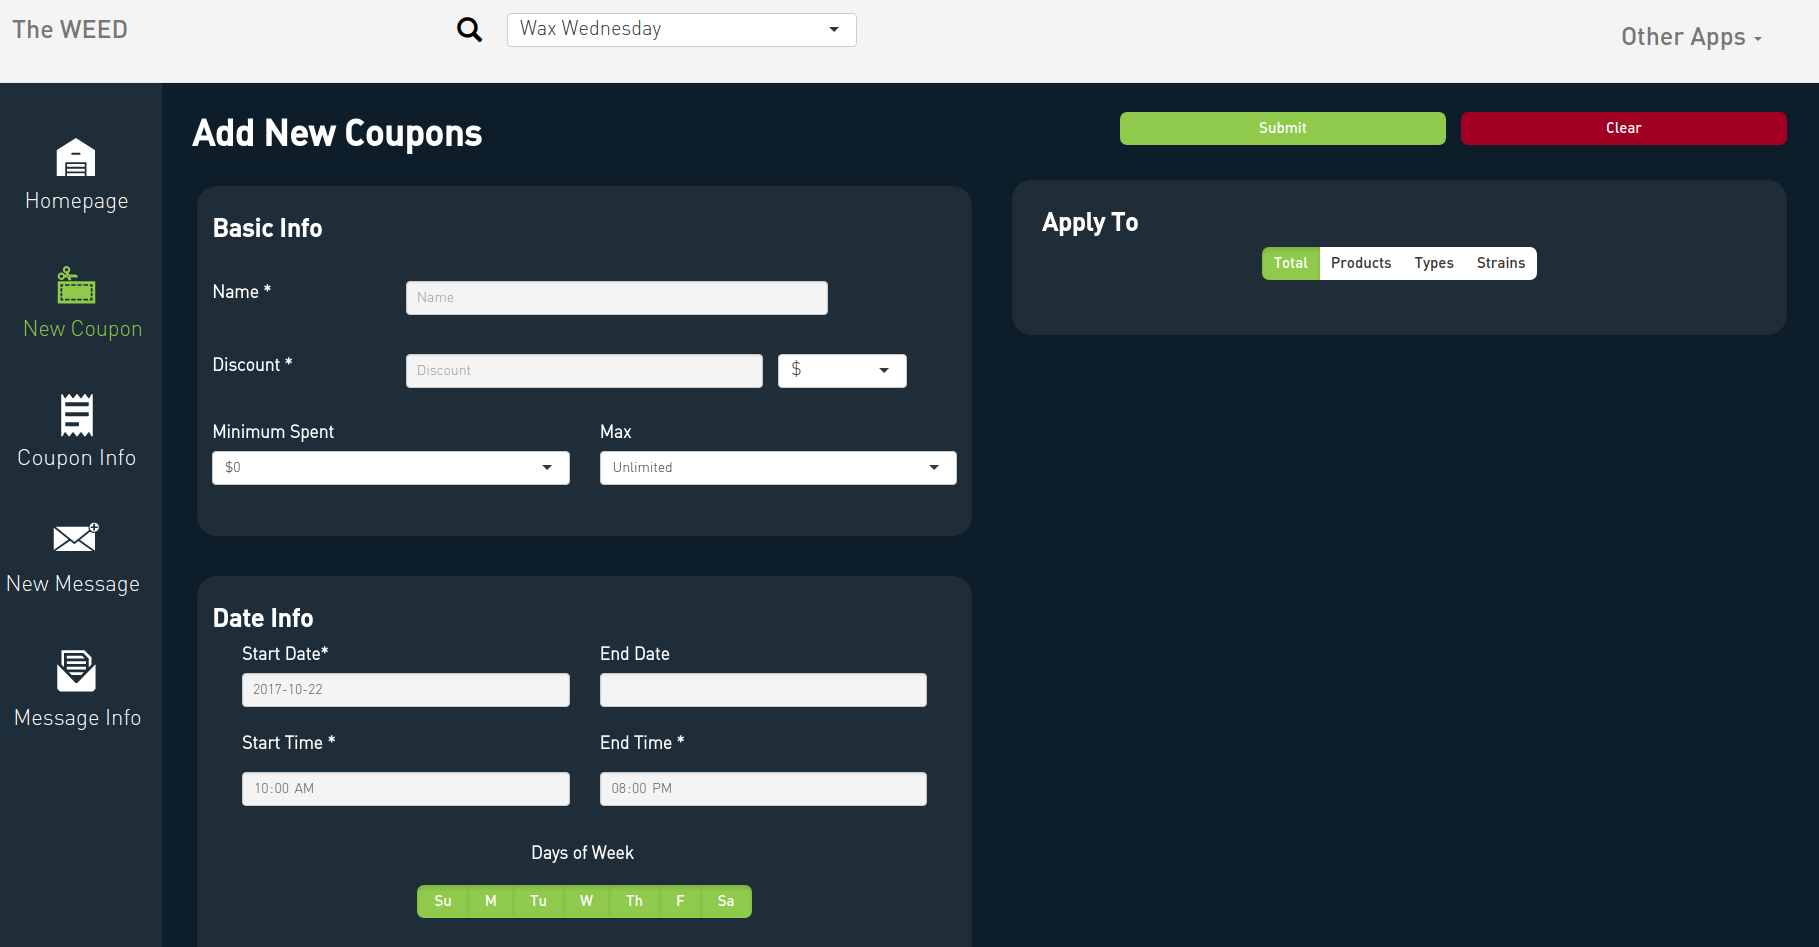 The WEED
Wax Wednesday
Other Apps
Homepage
New Coupon
Coupon Info
New Message
Message Info
Add New Coupons
Submit
Clear
Basic Info
Name *
Name
Discount *
Discount
$
Minimum Spent
Max
$0
Unlimited
Date Info
Start Date*
End Date
2017-10-22
Start Time *
End Time *
10:00 AM
08:00 PM
Days of Week
Su M Tu W Th F Sa
Apply To
Total Products Types Strains